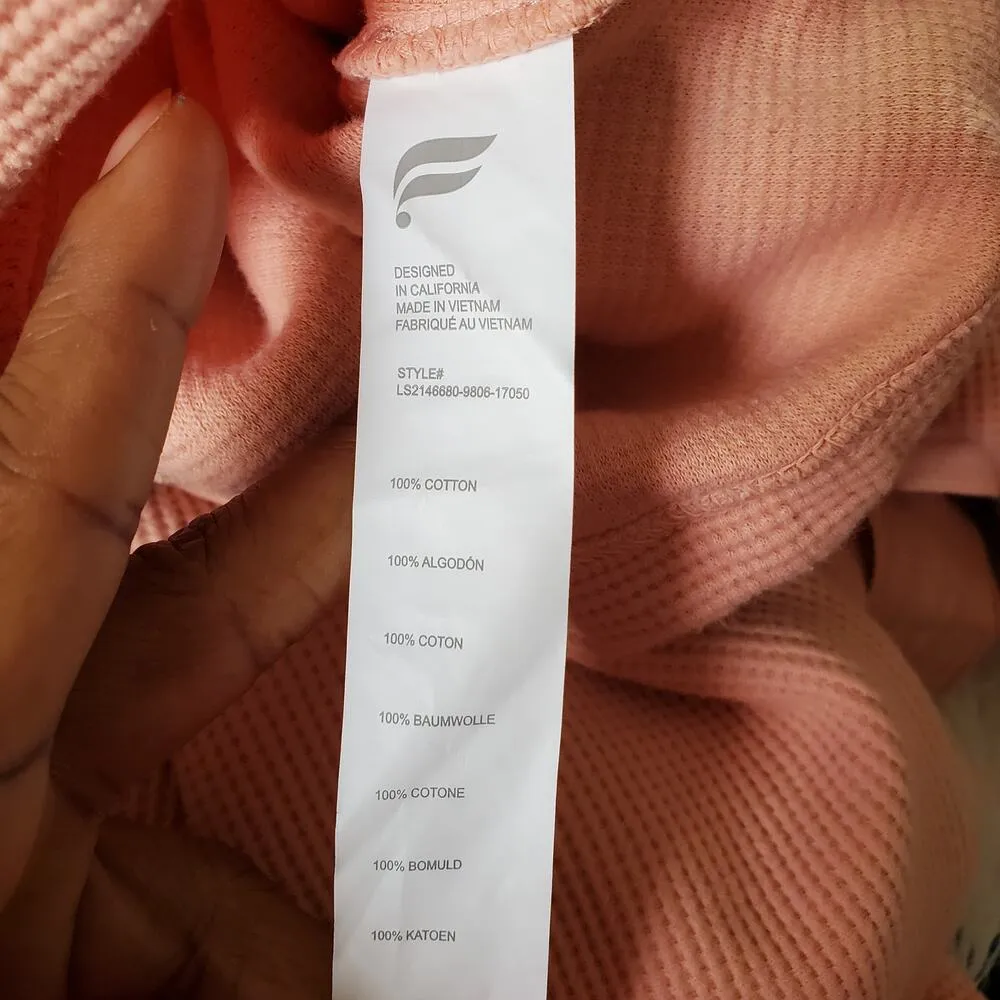 DESIGNED
IN CALIFORNIA
MADE IN VIETNAM
FABRIQUÉ AU VIETNAM
STYLE#
LS2146680-9806-17050
100% COTTON
100% ALGODÓN
100% COTON
100% BAUMWOLLE
100% COTONE
100% BOMULD
100% KATOEN